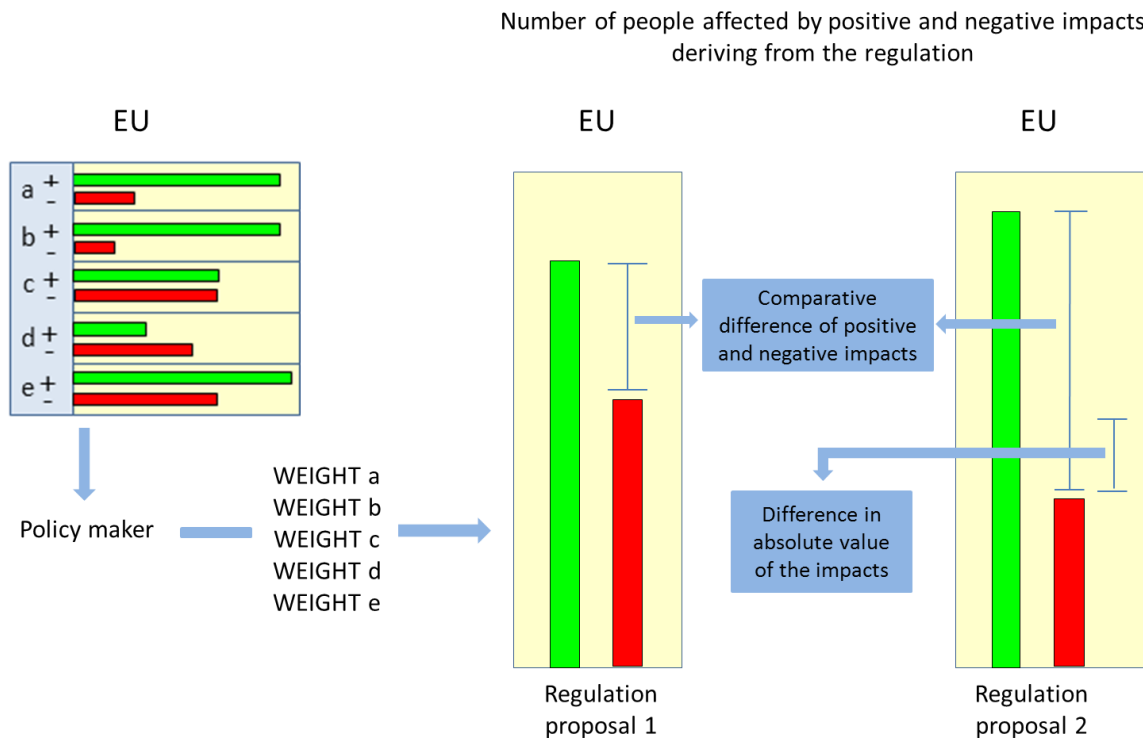 Number of people affected by positive and negative impacts
deriving from the regulation
EU
EU
EU
a +
-
b +
-
c +
-
d +
-
e +
-
Comparative
difference of positive
and negative impacts
Policy maker
WEIGHT a
WEIGHT b
WEIGHT c
WEIGHT d
WEIGHT e
Difference in
absolute value
of the impacts
Regulation
proposal 1
Regulation
proposal 2